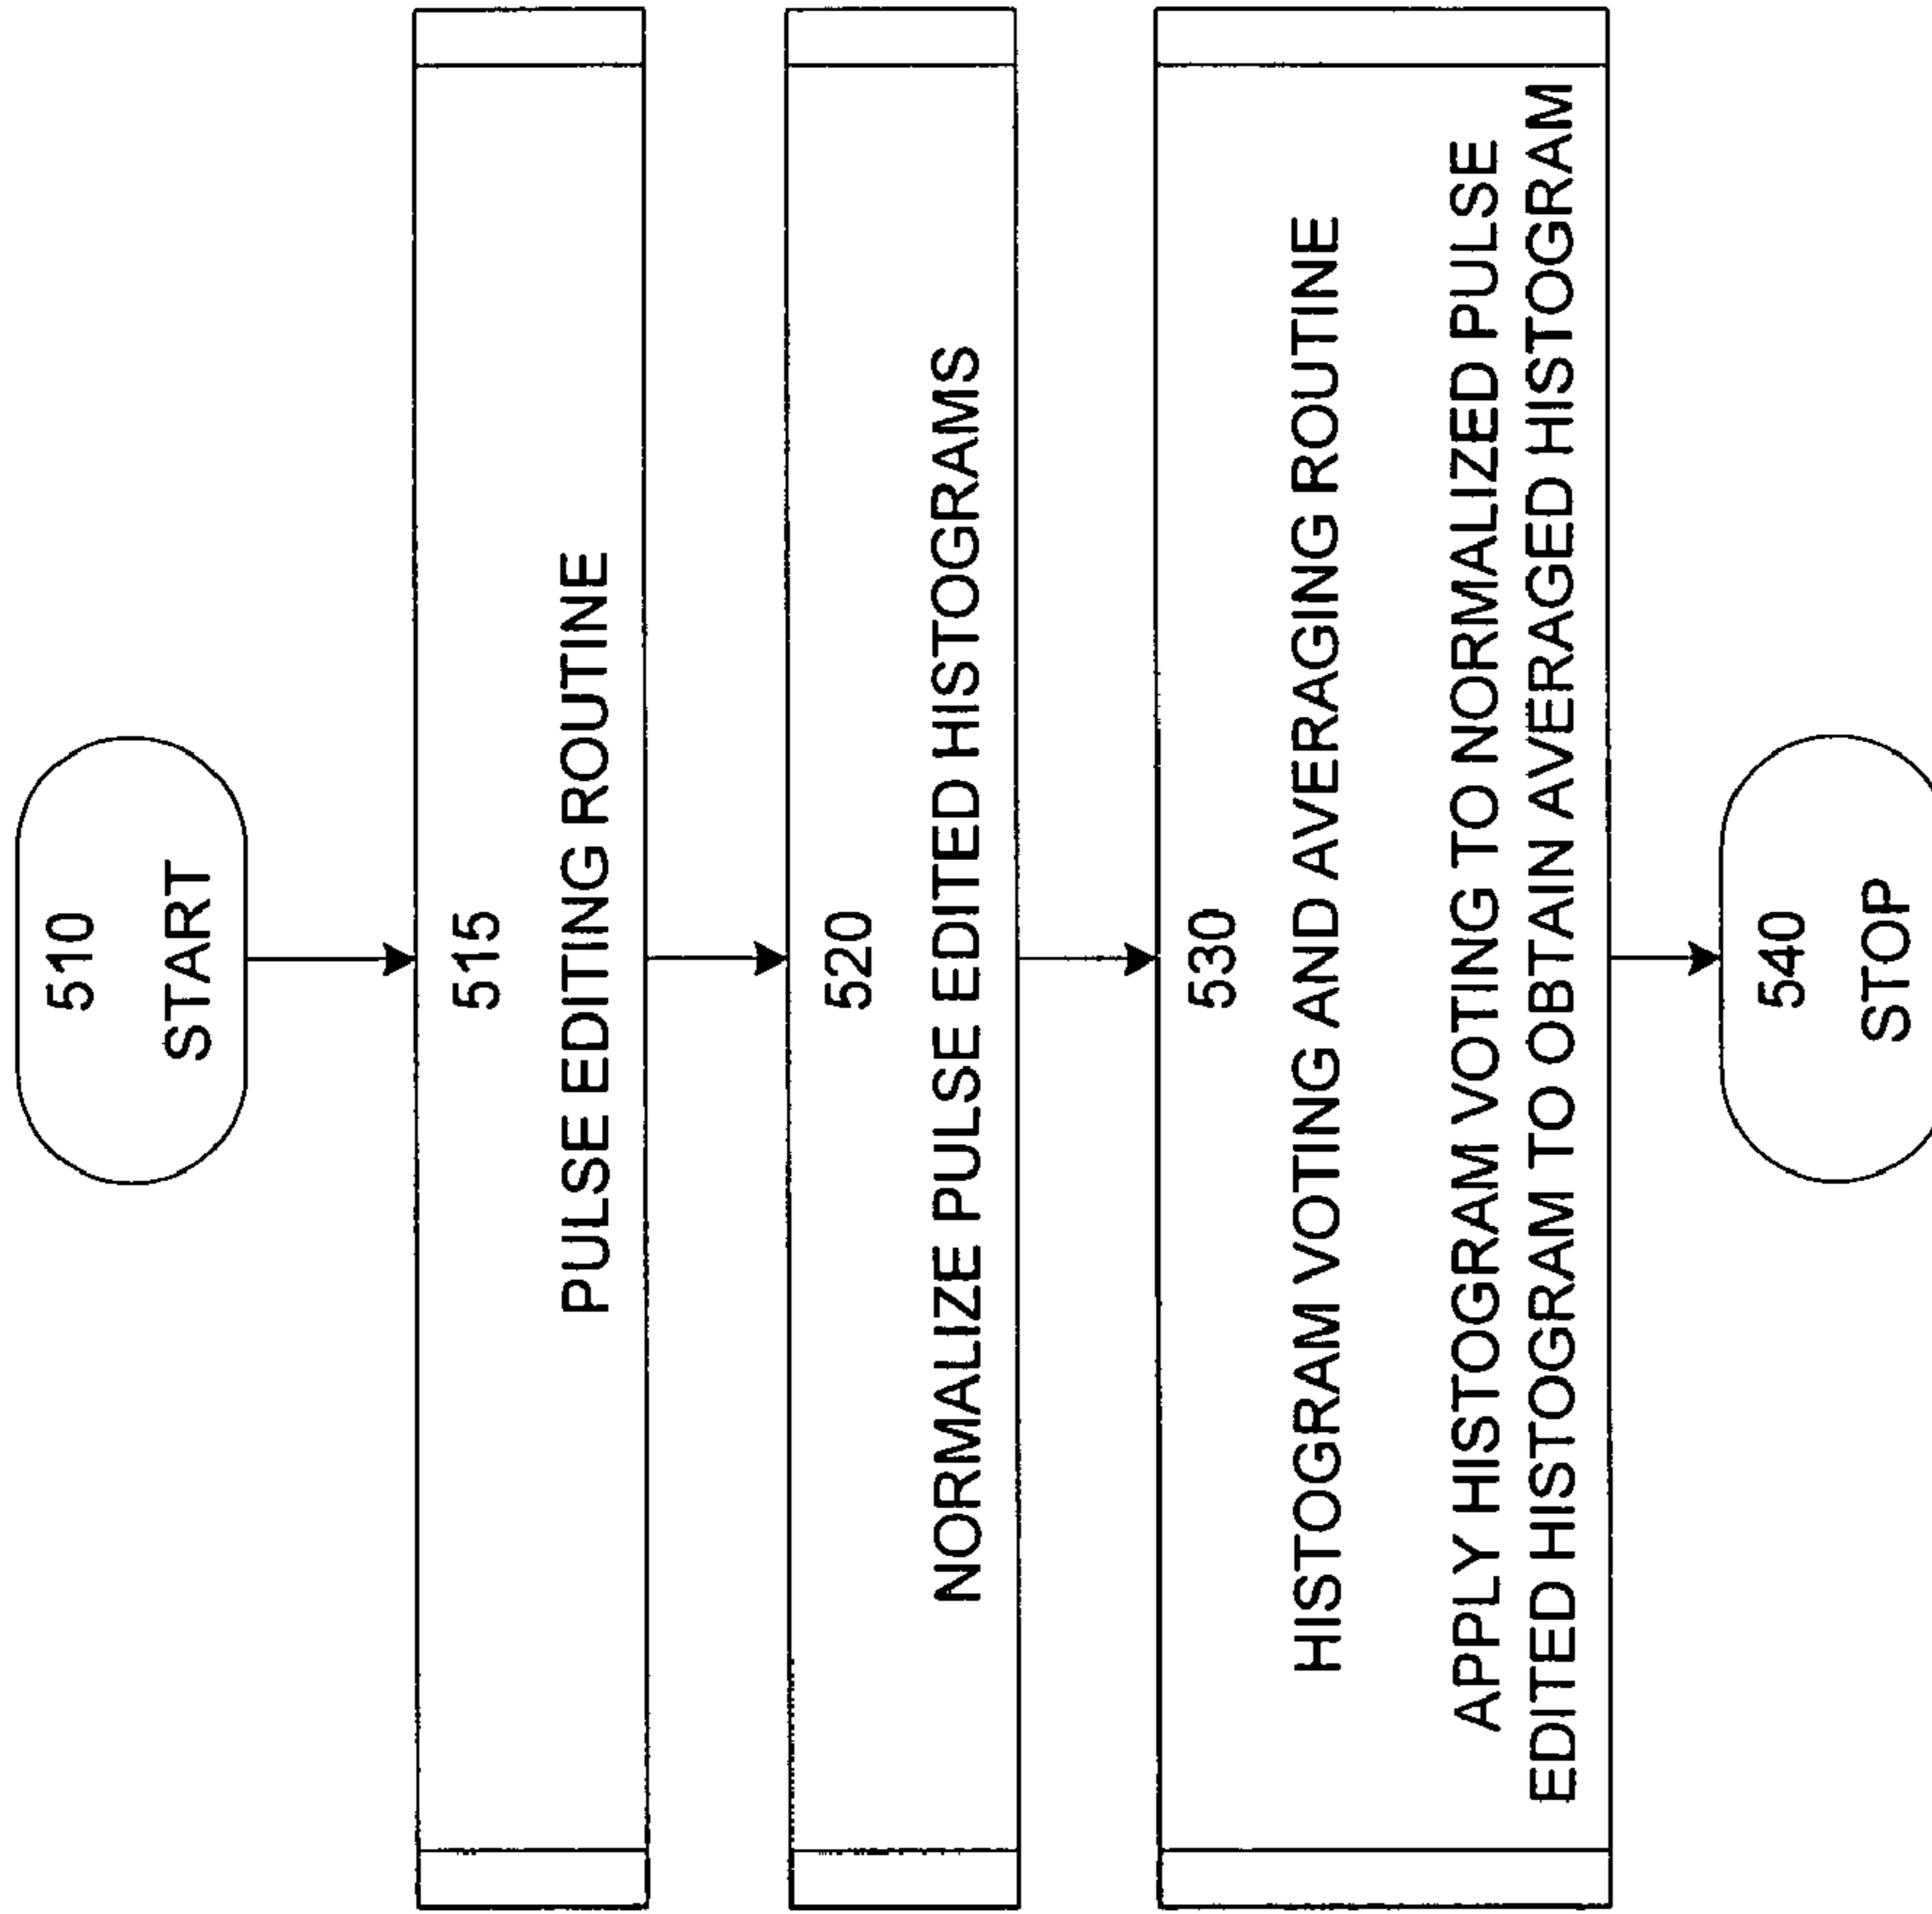 510
START
515
PULSE EDITING ROUTINE
520
NORMALIZE PULSE EDITED HISTOGRAMS
530
HISTOGRAM VOTING AND AVERAGING ROUTINE
APPLY HISTOGRAM VOTING TO NORMALIZED PULSE
EDITED HISTOGRAM TO OBTAIN AVERAGED HISTOGRAM
540
STOP